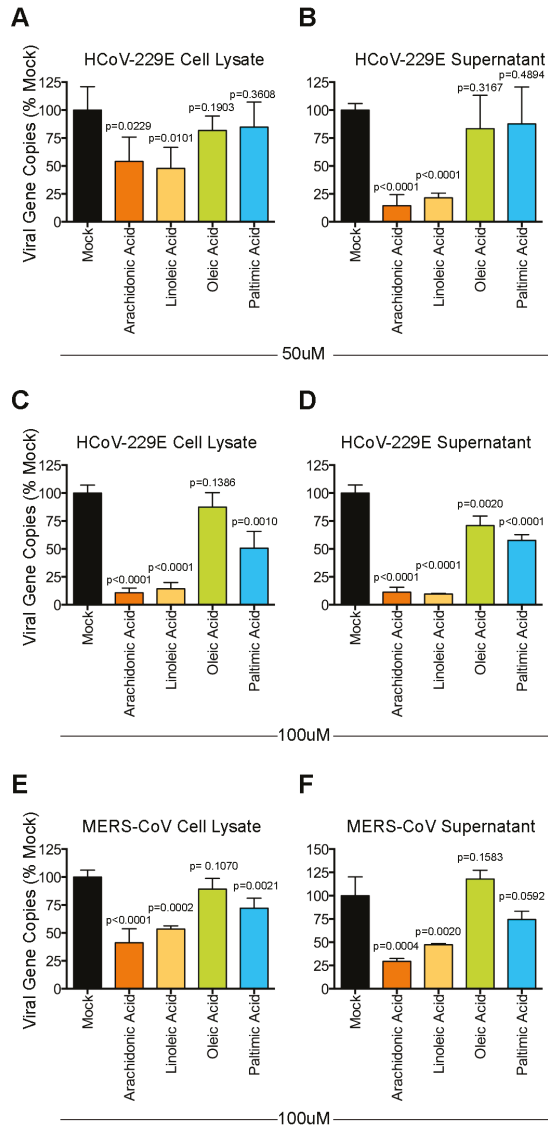 A
HCoV-229E Cell Lysate
Viral Gene Copies (% Mock)
125
100
75
50
25
0
p=0.0229
p=0.0101
p=0.1903
p=0.3608
Mock
Arachidonic Acid
Linoleic Acid
Oleic Acid
Paltimic Acid
B
HCoV-229E Supernatant
125
100
75
50
25
0
p<0.0001
p<0.0001
p=0.3167
p=0.4894
Mock
Arachidonic Acid
Linoleic Acid
Oleic Acid
Paltimic Acid
50uM
C
HCoV-229E Cell Lysate
Viral Gene Copies (% Mock)
125
100
75
50
25
0
p<0.0001
p<0.0001
p=0.1386
p=0.0010
Mock
Arachidonic Acid
Linoleic Acid
Oleic Acid
Paltimic Acid
D
HCoV-229E Supernatant
125
100
75
50
25
0
p<0.0001
p<0.0001
p=0.0020
p<0.0001
Mock
Arachidonic Acid
Linoleic Acid
Oleic Acid
Paltimic Acid
100uM
E
MERS-CoV Cell Lysate
Viral Gene Copies (% Mock)
125
100
75
50
25
0
p<0.0001
p=0.0002
p= 0.1070
p=0.0021
Mock
Arachidonic Acid
Linoleic Acid
Oleic Acid
Paltimic Acid
F
MERS-CoV Supernatant
150
125
100
75
50
25
0
p=0.0004
p=0.0020
p=0.1583
p=0.0592
Mock
Arachidonic Acid
Linoleic Acid
Oleic Acid
Paltimic Acid
100uM